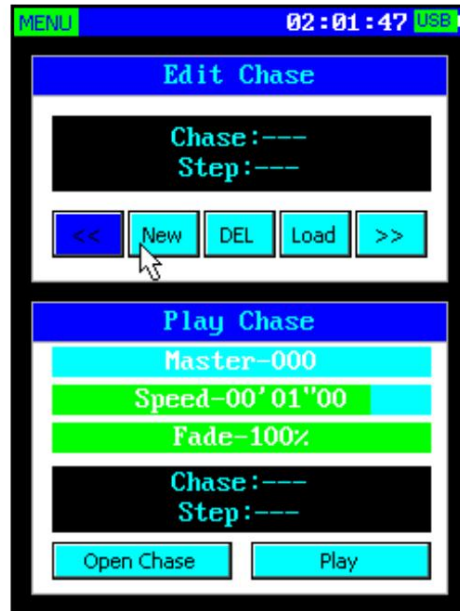 MENU 02:01:47 USB
Edit Chase
Chase:---
Step:---
<< New DEL Load >>
Play Chase
Master-000
Speed-00'01"00
Fade-100%
Chase:---
Step:---
Open Chase Play